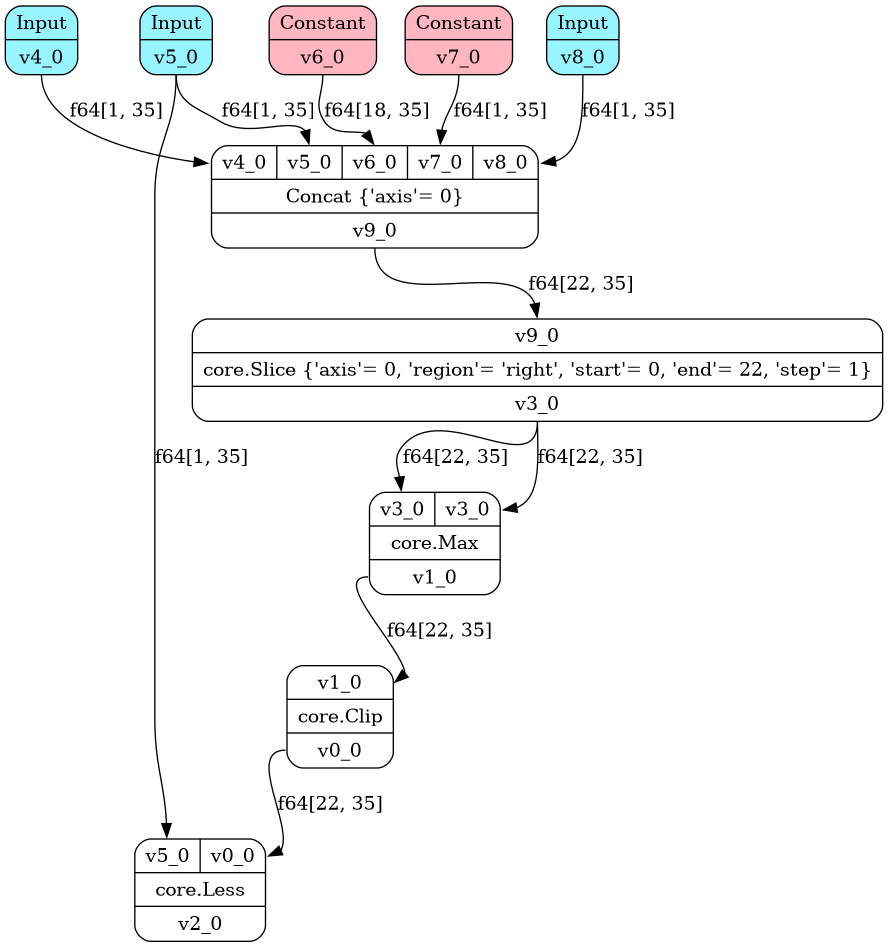 Input
v4_0
Input
v5_0
Constant
v6_0
Constant
v7_0
Input
v8_0
f64[1, 35]
f64[1, 35]
f64[18, 35]
f64[1, 35]
f64[1, 35]
v4_0 v5_0 v6_0 v7_0 v8_0
Concat {'axis'= 0}
v9_0
f64[22, 35]
v9_0
core.Slice {'axis'= 0, 'region'= 'right', 'start'= 0, 'end'= 22, 'step'= 1}
v3_0
f64[1, 35]
f64[22, 35]
f64[22, 35]
v3_0 v3_0
core.Max
v1_0
f64[22, 35]
v1_0
core.Clip
v0_0
f64[22, 35]
v5_0 v0_0
core.Less
v2_0